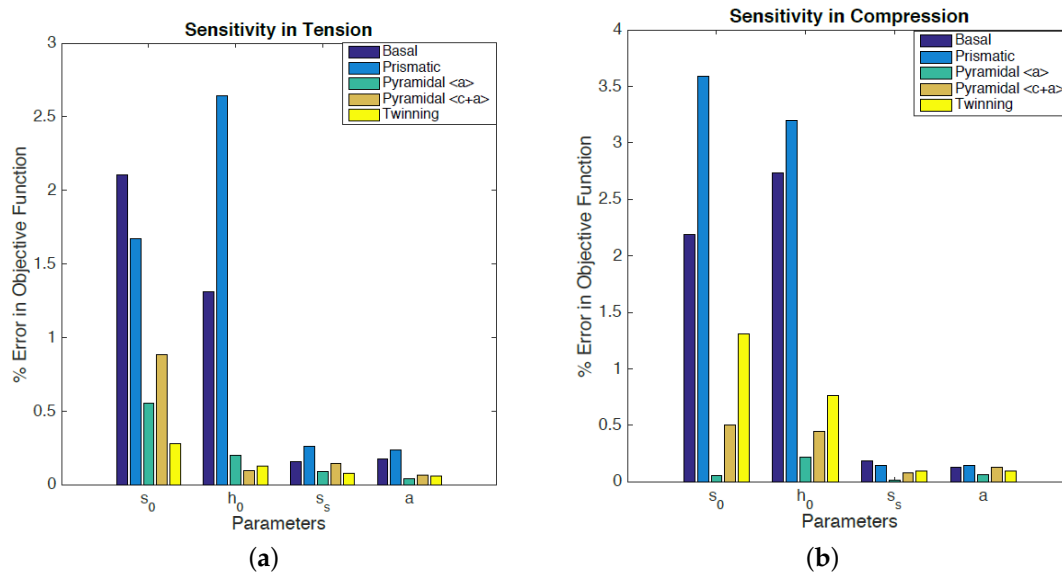 Sensitivity in Tension
3
2.5
2
1.5
1
0.5
0
% Error in Objective Function
Basal
Prismatic
Pyramidal <a>
Pyramidal <c+a>
Twinning
s₀ h₀ sₛ a
Parameters
(a)
Sensitivity in Compression
4
3.5
3
2.5
2
1.5
1
0.5
0
% Error in Objective Function
Basal
Prismatic
Pyramidal <a>
Pyramidal <c+a>
Twinning
s₀ h₀ sₛ a
Parameters
(b)